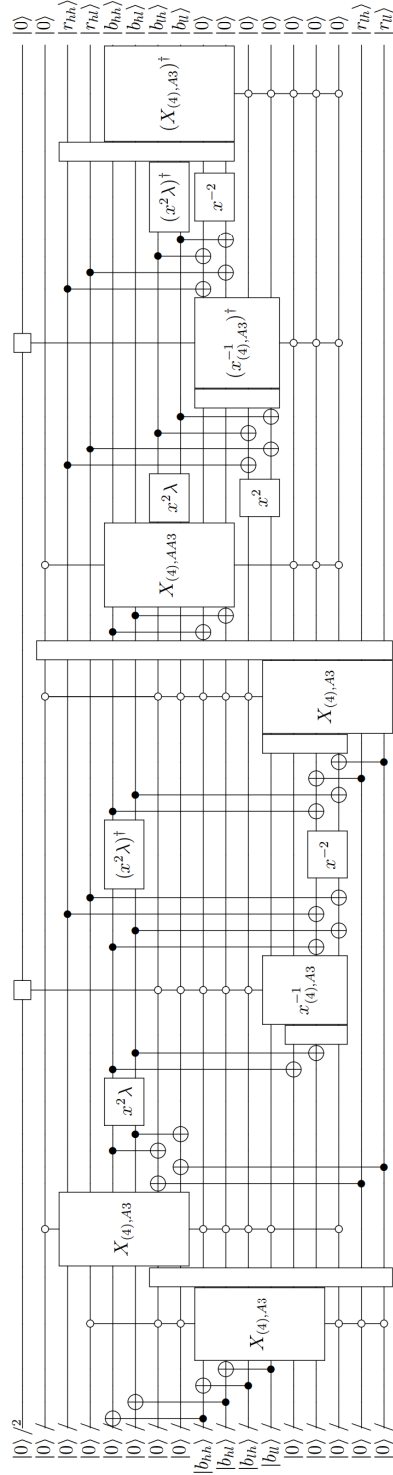 |0⟩ 2
|0⟩
|0⟩
|0⟩
|0⟩
|0⟩
|0⟩
|0⟩
|b_{hh}⟩
|b_{hl}⟩
|b_{lh}⟩
|b_{ll}⟩
|0⟩
|0⟩
|0⟩
|0⟩
|0⟩
X_{(4),A3}
X_{(4),A3}
x^2λ
x^{-1}_{(4),A3}
(x^2λ)^†
x^{-2}
X_{(4),A3}
X_{(4),AA3}
x^2λ
x^2
(x^{-1}_{(4),A3})^†
(x^2λ)^†
x^{-2}
(X_{(4),A3})^†
|0⟩
|0⟩
|r_{hh}⟩
|r_{hl}⟩
|b_{hh}⟩
|b_{hl}⟩
|b_{lh}⟩
|b_{ll}⟩
|0⟩
|0⟩
|0⟩
|0⟩
|0⟩
|0⟩
|0⟩
|r_{lh}⟩
|r_{ll}⟩